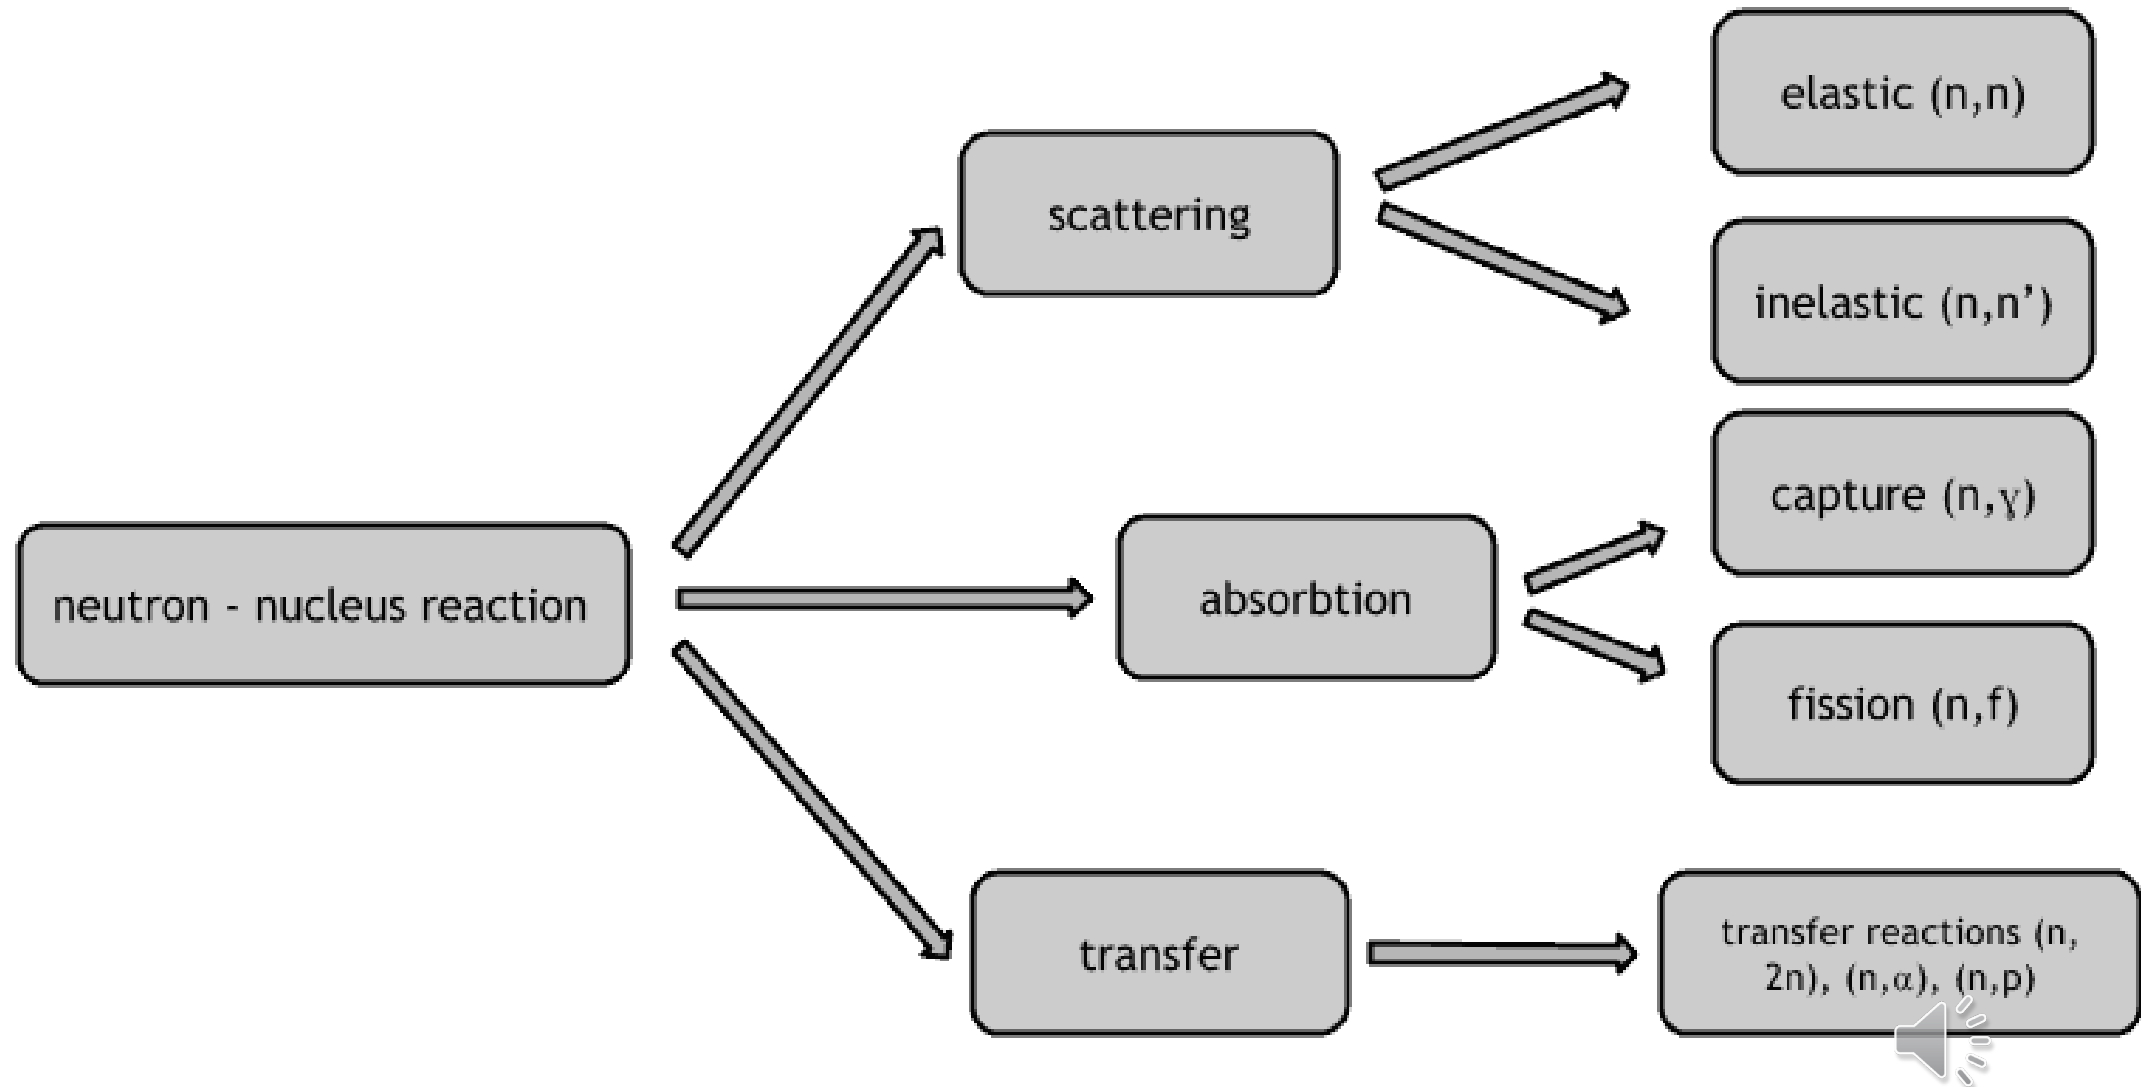 elastic (n,n)
scattering
inelastic (n,n’)
capture (n,γ)
neutron - nucleus reaction
absorbtion
fission (n,f)
transfer
transfer reactions (n,
2n), (n,α), (n,p)